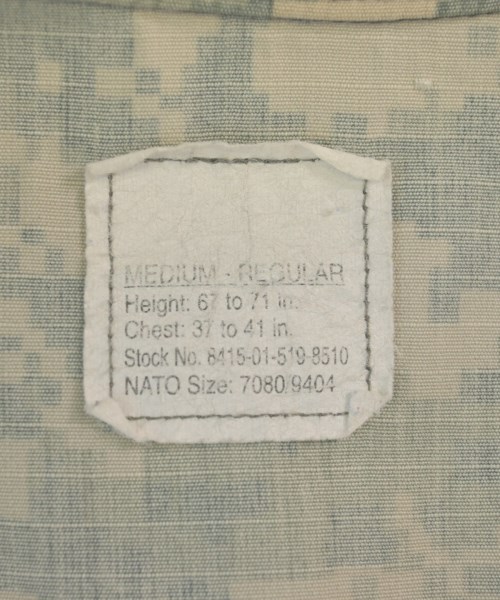 MEDIUM - REGULAR
Height: 67 to 71 in.
Chest: 37 to 41 in.
Stock No. 8415-01-519-8510
NATO Size: 7080/9404